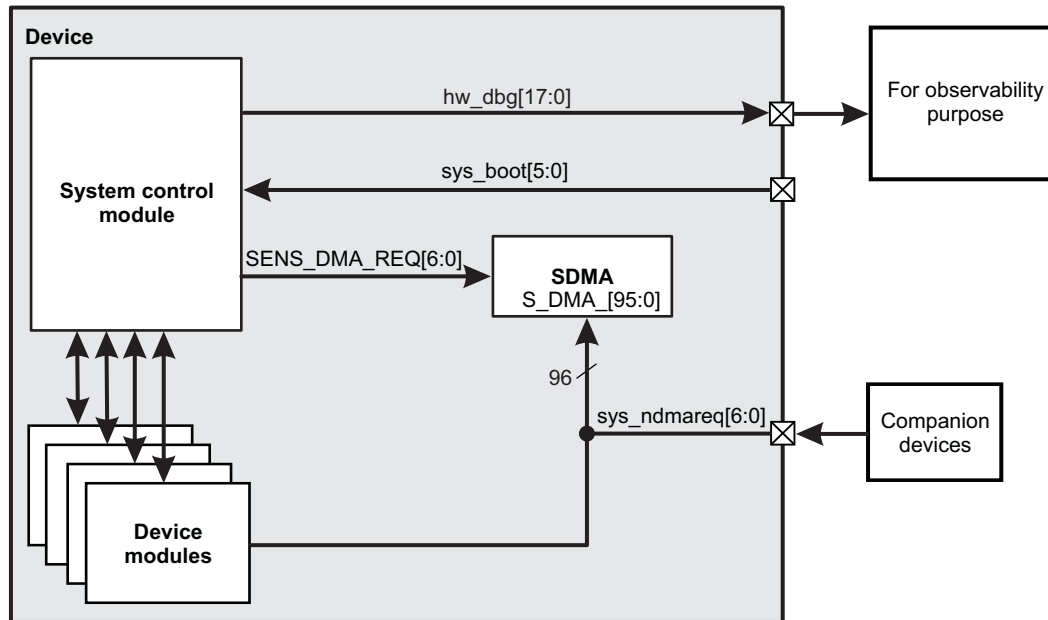 Device
hw_dbg[17:0]
For observability
purpose
System control
module
sys_boot[5:0]
SENS_DMA_REQ[6:0]
SDMA
S_DMA_[95:0]
96
sys_ndmareq[6:0]
Companion
devices
Device
modules